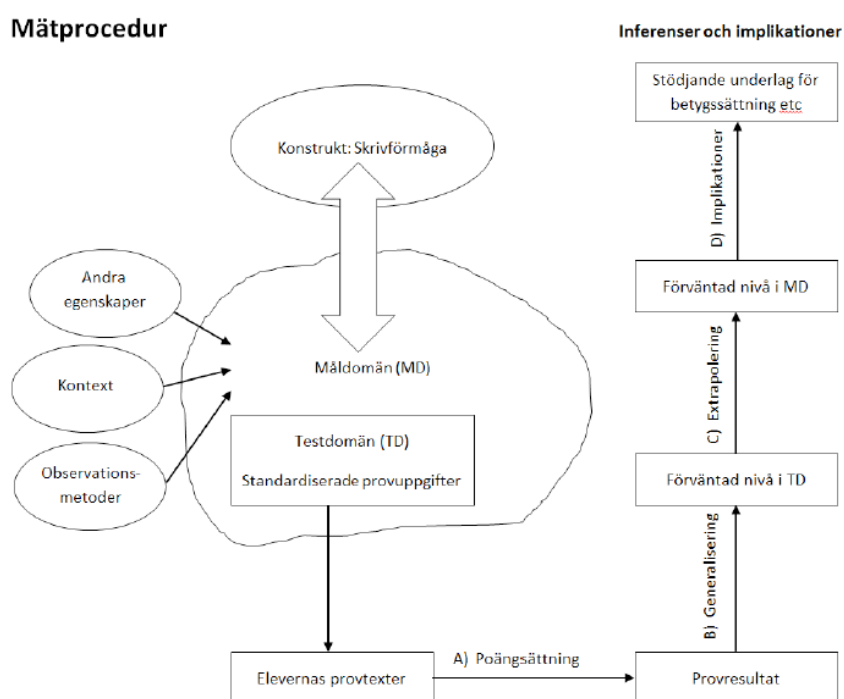 Mätprocedur
Inferenser och implikationer
Stödjande underlag för
betygssättning etc
Konstrukt: Skrivförmåga
D) Implikationer
Andra
egenskaper
Förväntad nivå i MD
Måldomän (MD)
Kontext
C) Extrapolering
Testdomän (TD)
Standardiserade provuppgifter
Observations-
metoder
Förväntad nivå i TD
B) Generalisering
A) Poängsättning
Elevernas provtexter
Provresultat